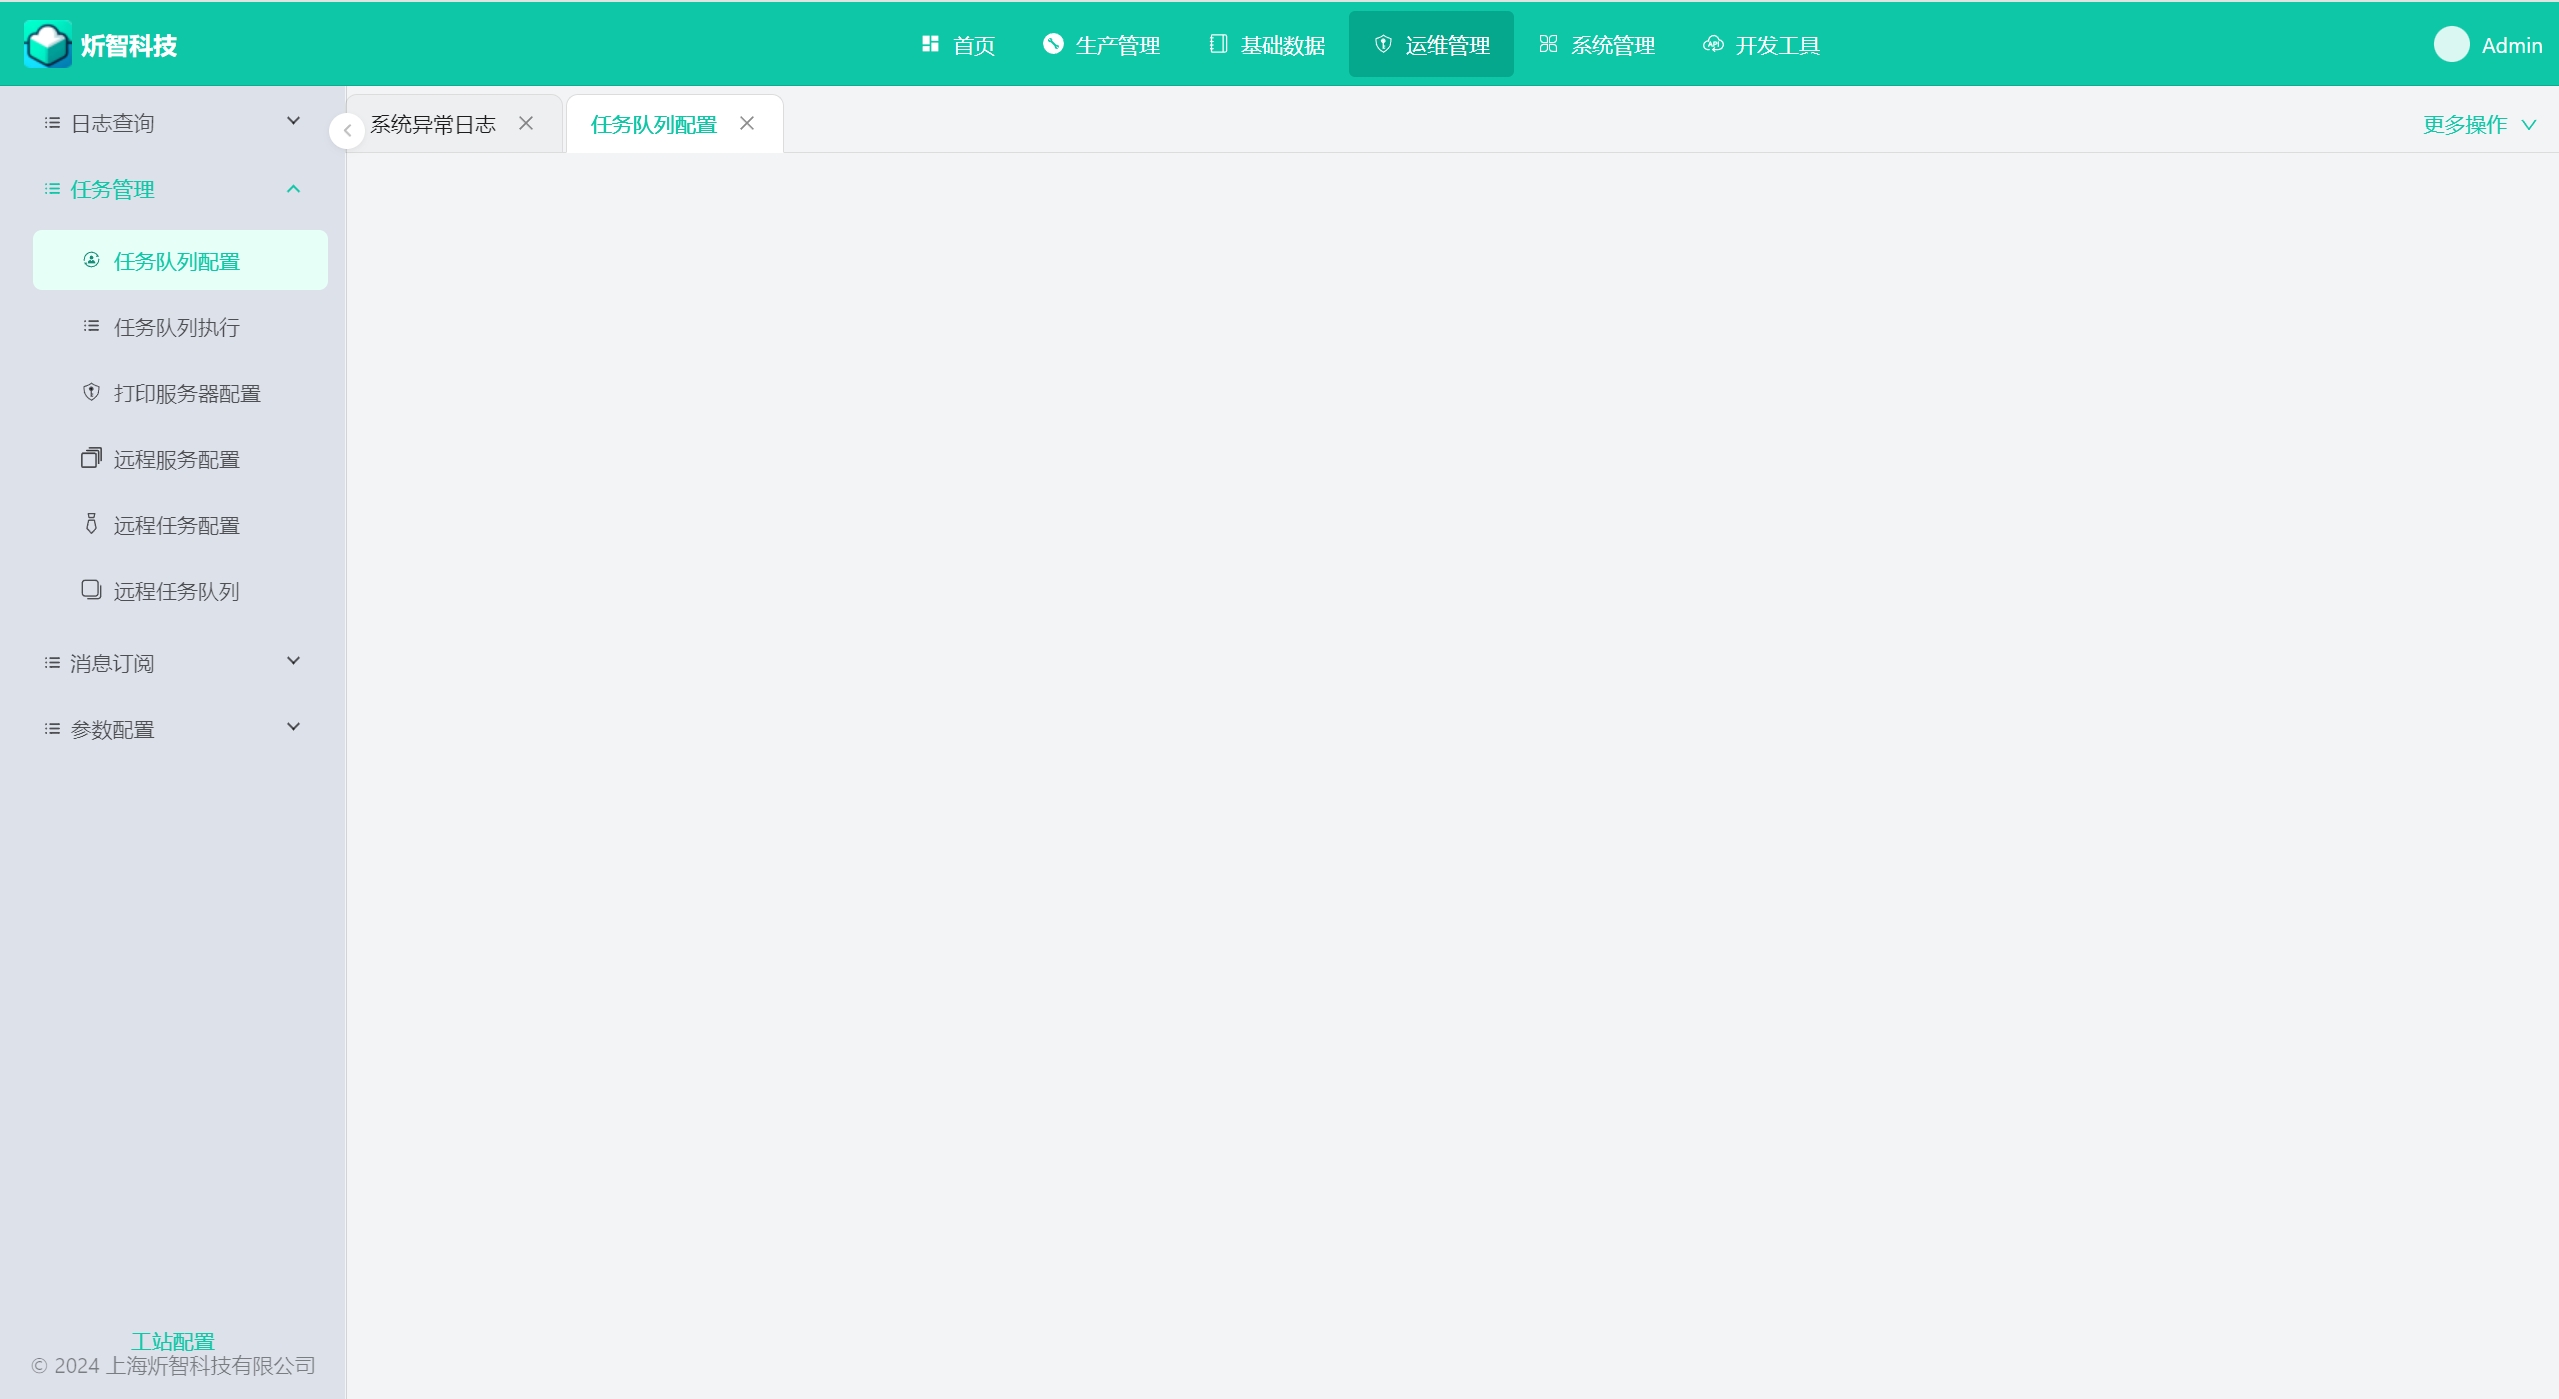 炘智科技
首页
生产管理
基础数据
运维管理
系统管理
开发工具
Admin
日志查询
任务管理
任务队列配置
任务队列执行
打印服务器配置
远程服务配置
远程任务配置
远程任务队列
消息订阅
参数配置
工站配置
© 2024 上海炘智科技有限公司
系统异常日志
任务队列配置
更多操作